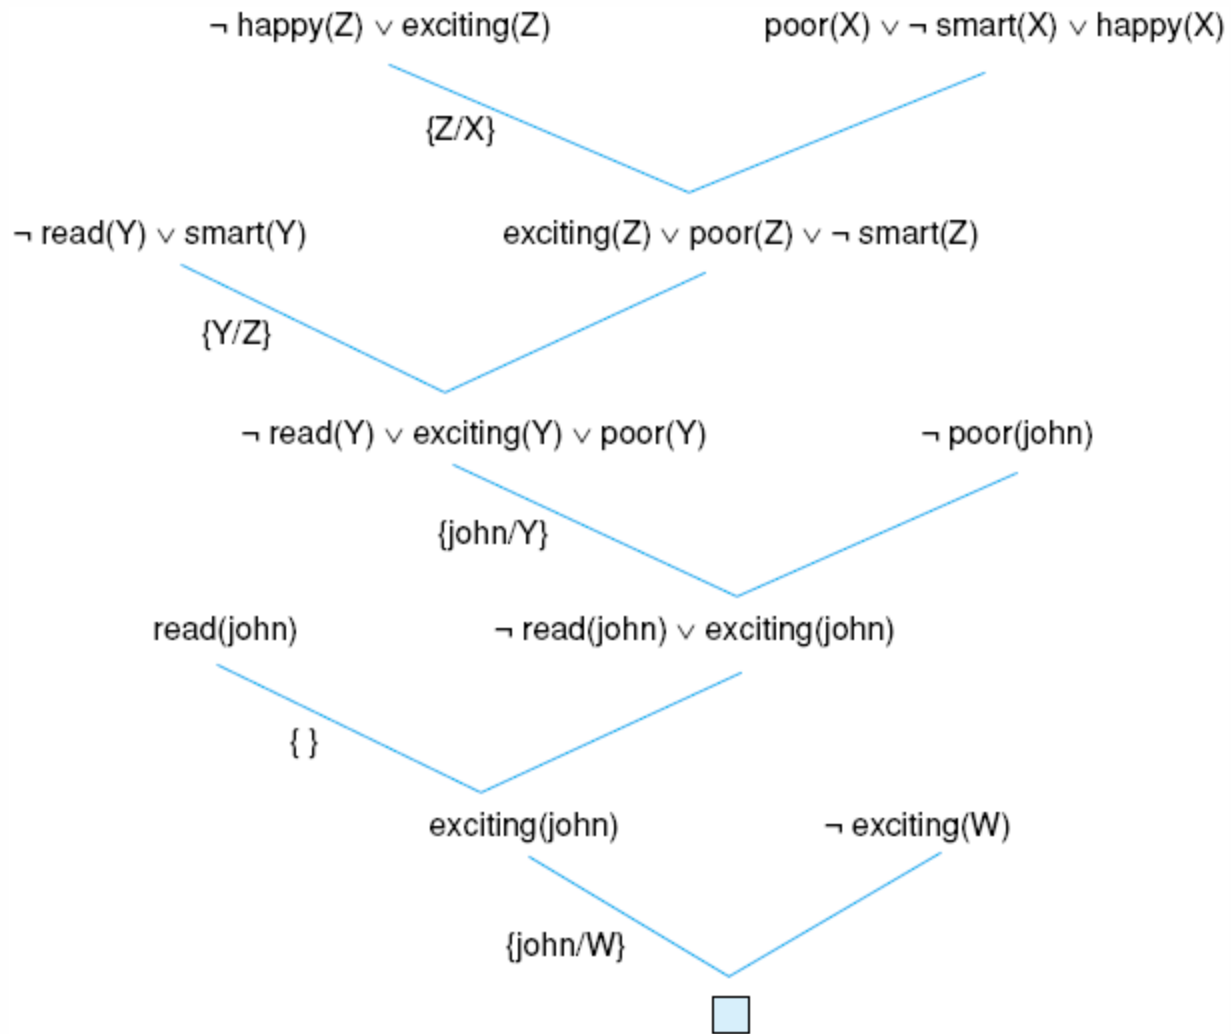 ¬ happy(Z) ∨ exciting(Z) poor(X) ∨ ¬ smart(X) ∨ happy(X)
{Z/X}
¬ read(Y) ∨ smart(Y) exciting(Z) ∨ poor(Z) ∨ ¬ smart(Z)
{Y/Z}
¬ read(Y) ∨ exciting(Y) ∨ poor(Y) ¬ poor(john)
{john/Y}
read(john) ¬ read(john) ∨ exciting(john)
{ }
exciting(john) ¬ exciting(W)
{john/W}